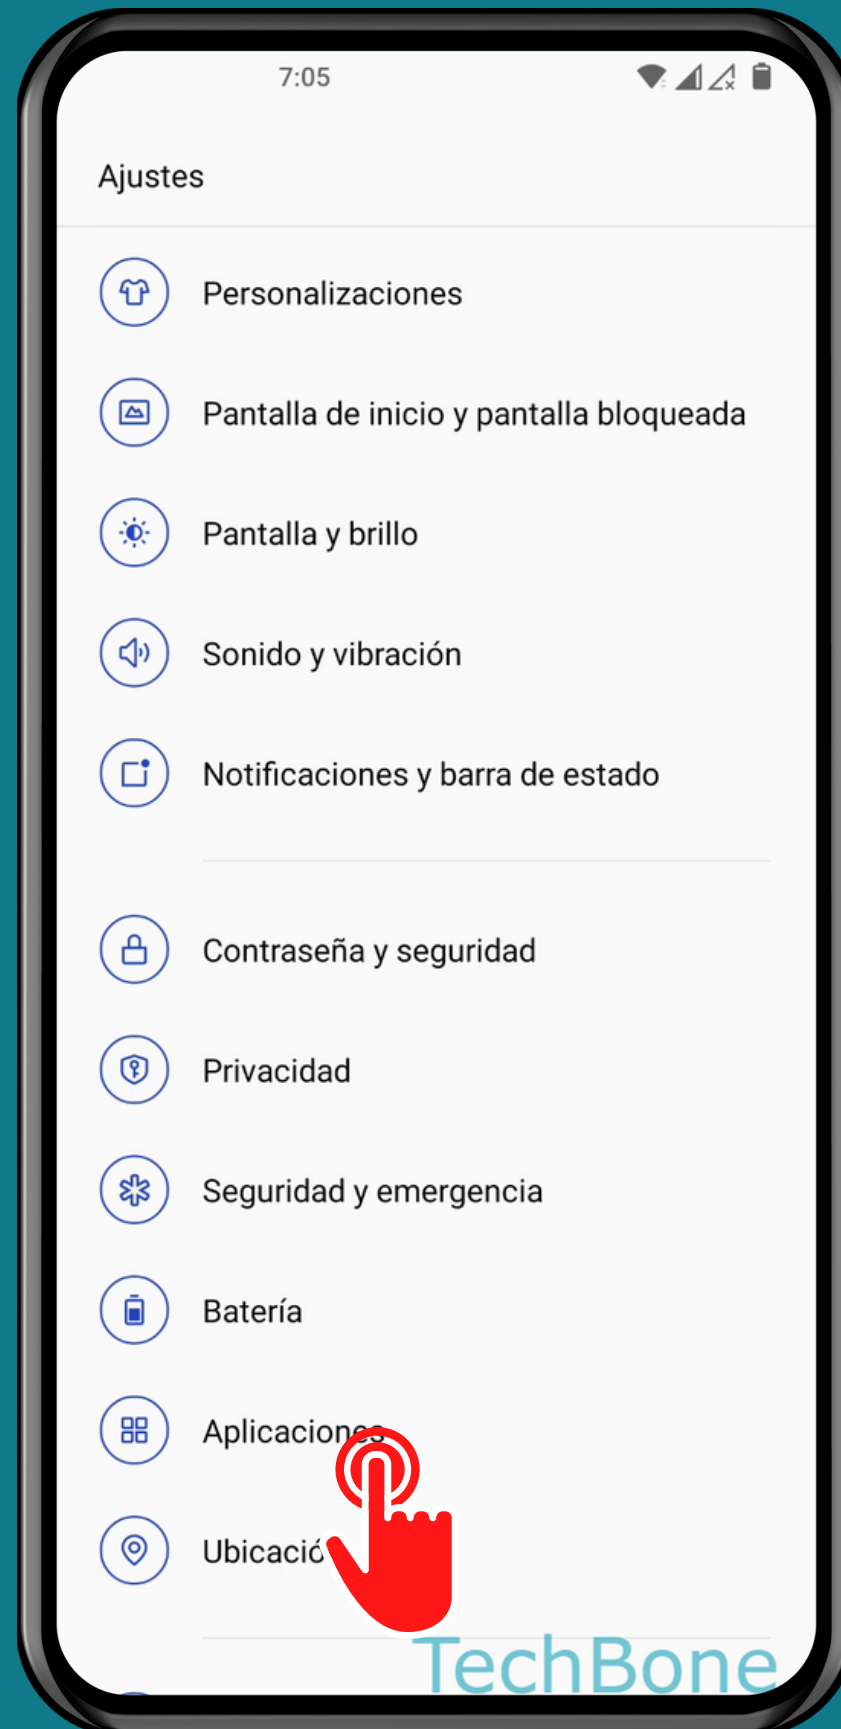 7:05
Ajustes
Personalizaciones
Pantalla de inicio y pantalla bloqueada
Pantalla y brillo
Sonido y vibración
Notificaciones y barra de estado
Contraseña y seguridad
Privacidad
Seguridad y emergencia
Batería
Aplicaciones
Ubicació
TechBone